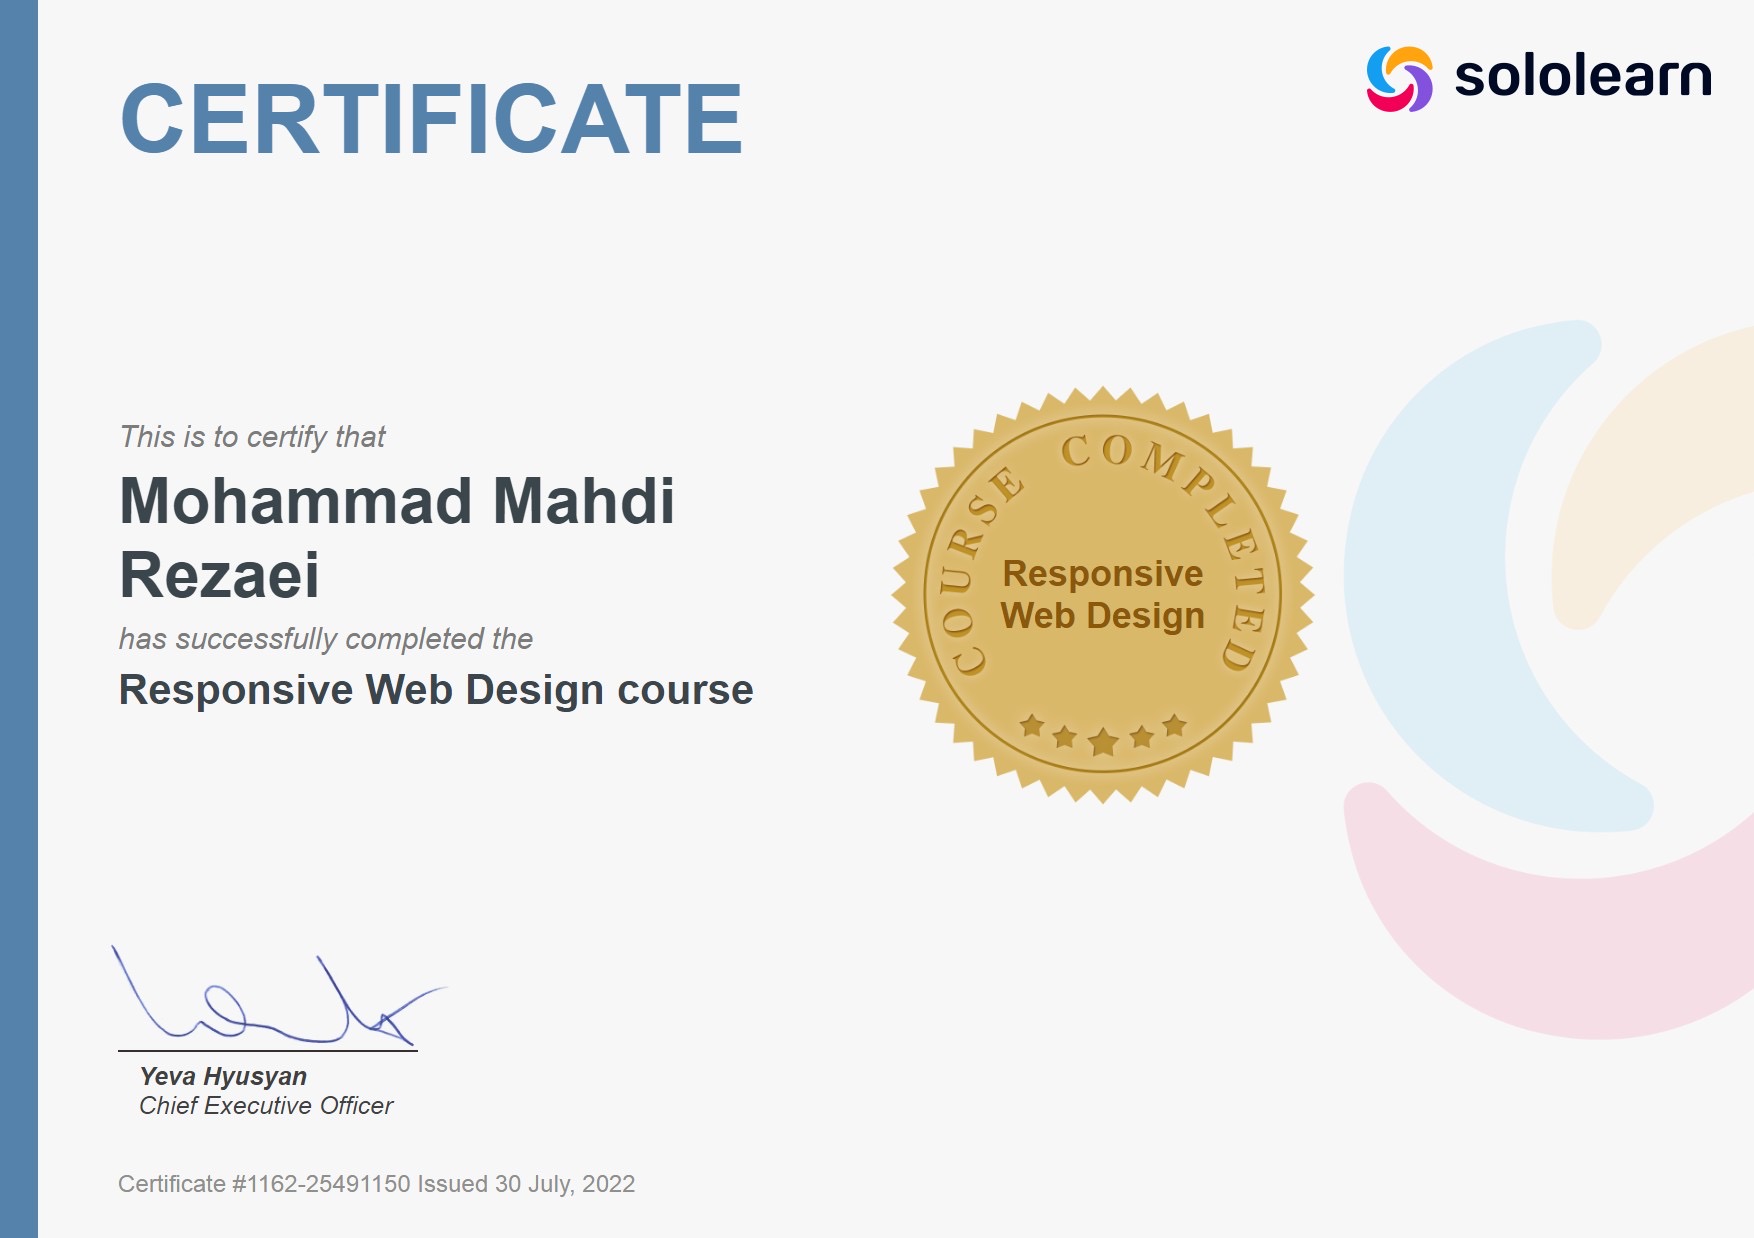 CERTIFICATE
sololearn
This is to certify that
Mohammad Mahdi
Rezaei
has successfully completed the
Responsive Web Design course
COURSE COMPLETED
Responsive
Web Design
Yeva Hyusyan
Chief Executive Officer
Certificate #1162-25491150 Issued 30 July, 2022